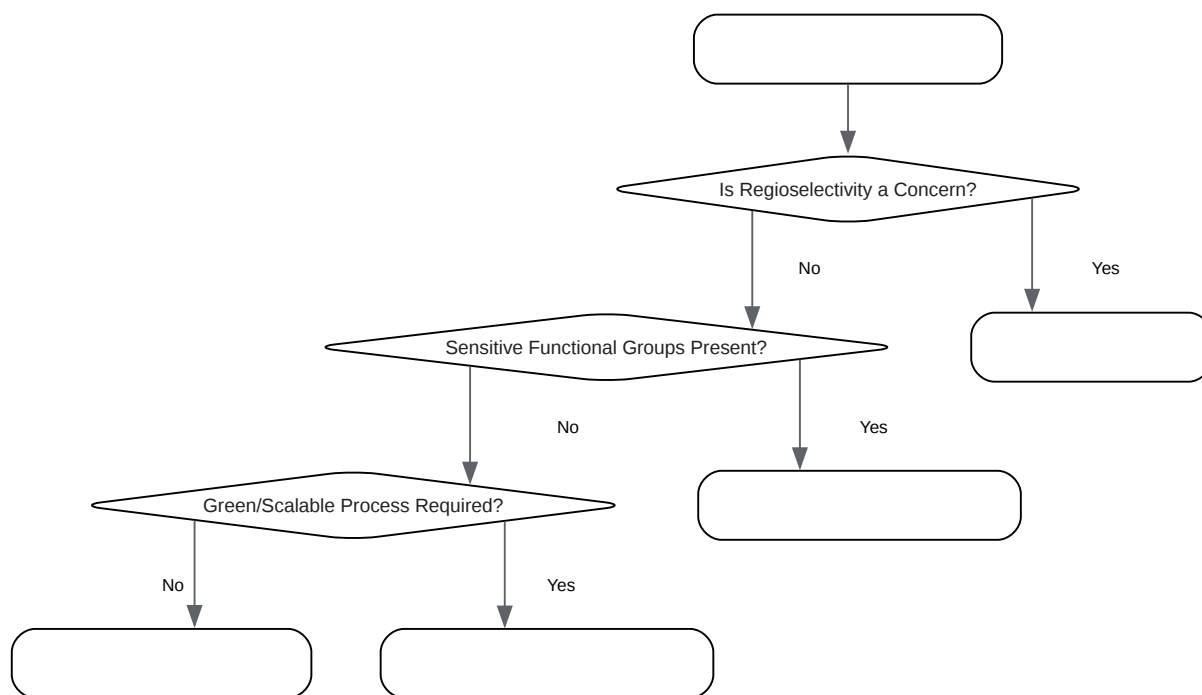 Is Regioselectivity a Concern?
No
Yes
Sensitive Functional Groups Present?
No
Yes
Green/Scalable Process Required?
No
Yes